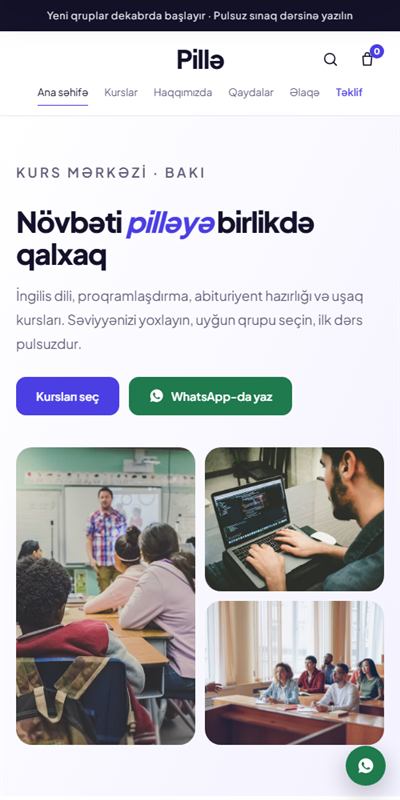 Yeni qruplar dekabrda başlayır · Pulsuz sınaq dərsinə yazılın
Pillə
0
Ana səhifə Kurslar Haqqımızda Qaydalar Əlaqə Təklif
KURS MƏRKƏZİ · BAKI
Növbəti pilləyə birlikdə
qalxaq
İngilis dili, proqramlaşdırma, abituriyent hazırlığı və uşaq
kursları. Səviyyənizi yoxlayın, uyğun qrupu seçin, ilk dərs
pulsuzdur.
Kursları seç
WhatsApp-da yaz